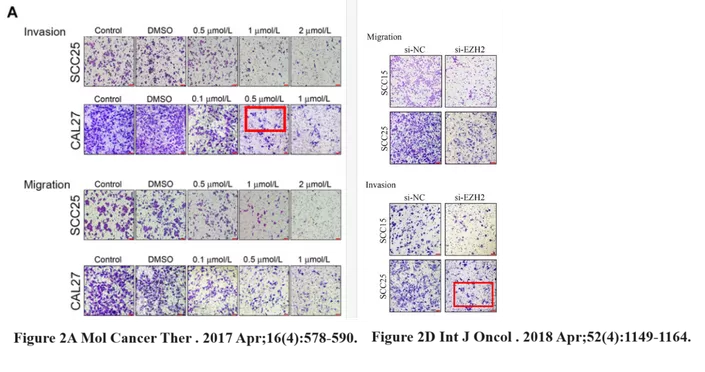 A
Invasion
Control DMSO 0.5 μmol/L 1 μmol/L 2 μmol/L
SCC25
Control DMSO 0.1 μmol/L 0.5 μmol/L 1 μmol/L
CAL27
Migration
Control DMSO 0.5 μmol/L 1 μmol/L 2 μmol/L
SCC25
Control DMSO 0.1 μmol/L 0.5 μmol/L 1 μmol/L
CAL27
Figure 2A Mol Cancer Ther . 2017 Apr;16(4):578-590.
Migration
si-NC si-EZH2
SCC15
SCC25
Invasion
si-NC si-EZH2
SCC15
SCC25
Figure 2D Int J Oncol . 2018 Apr;52(4):1149-1164.